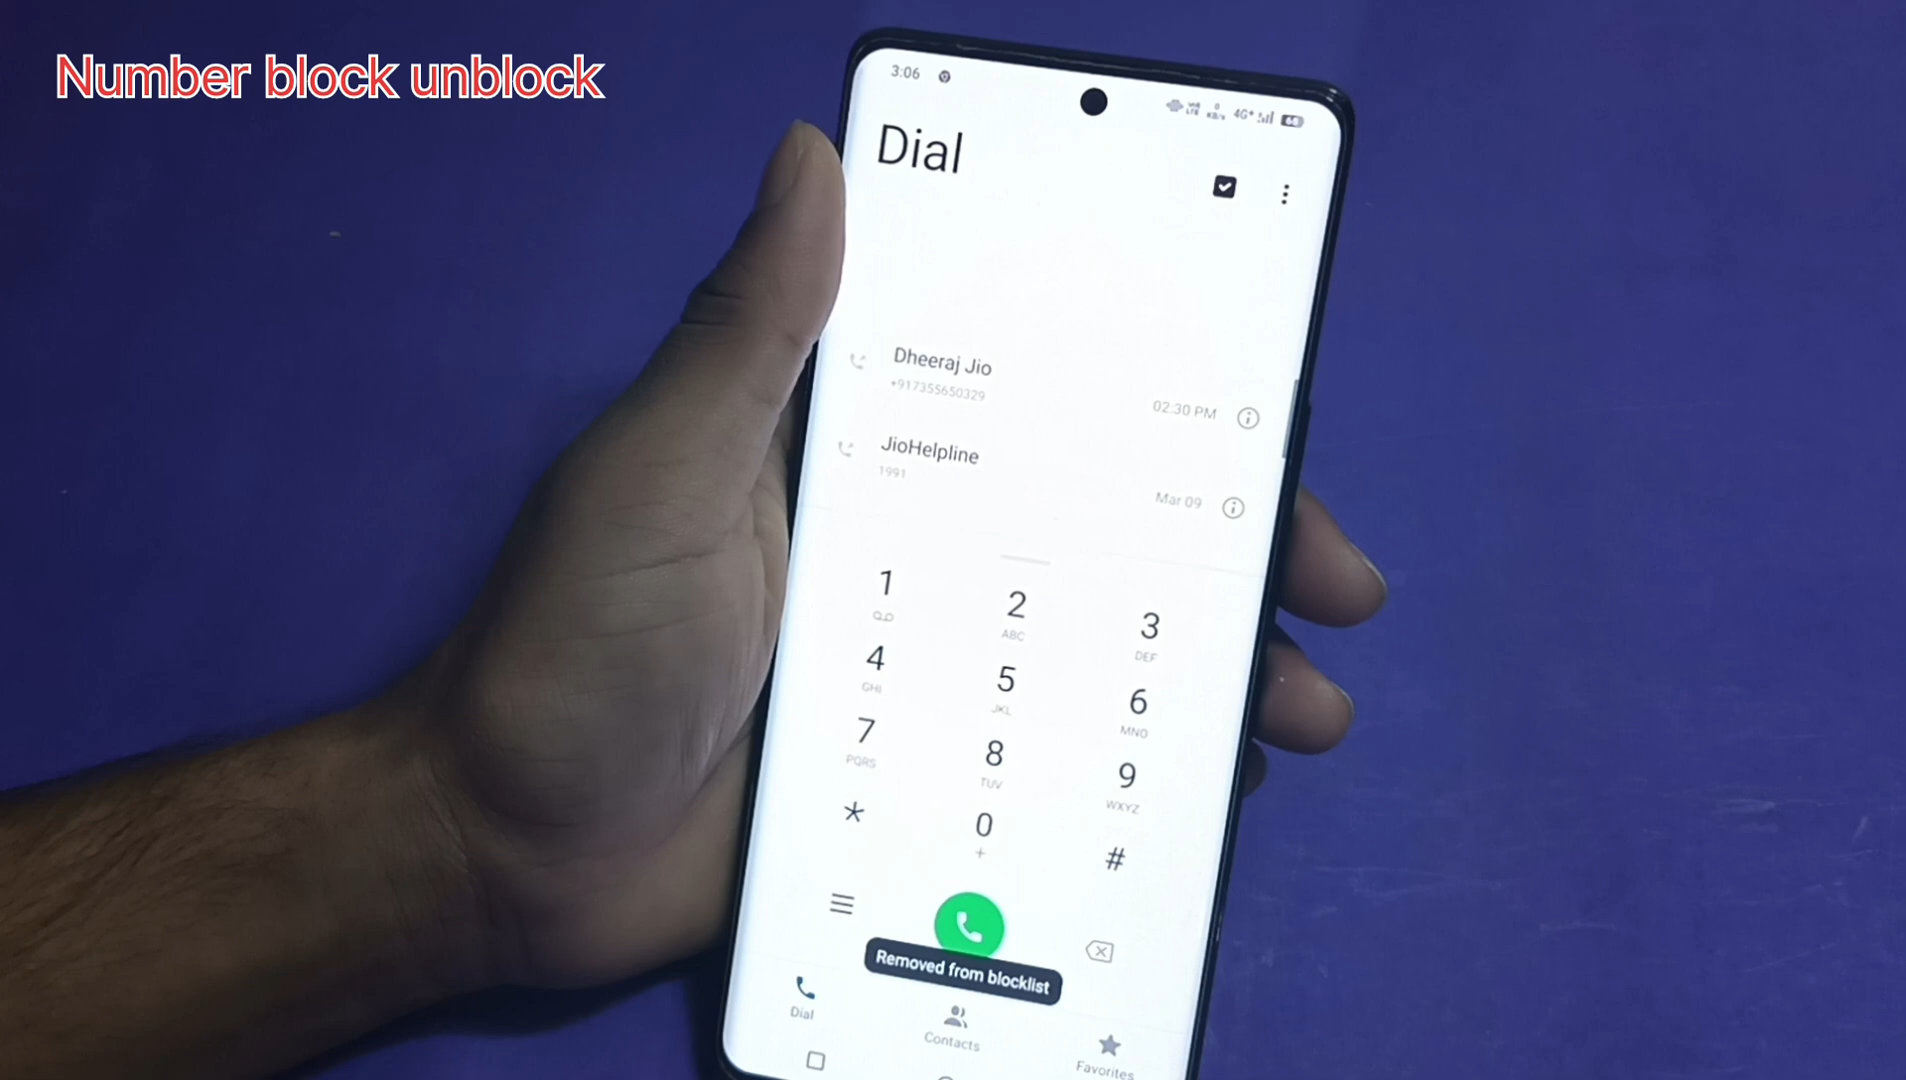 Number block unblock
3:06
4G+ 68
Dial
Dheeraj Jio
+917355650329
02:30 PM
JioHelpline
1991
Mar 09
1 2 3
ABC DEF
4 5 6
GHI JKL MNO
7 8 9
PQRS TUV WXYZ
* 0 #
+
Removed from blocklist
Dial Contacts Favorites